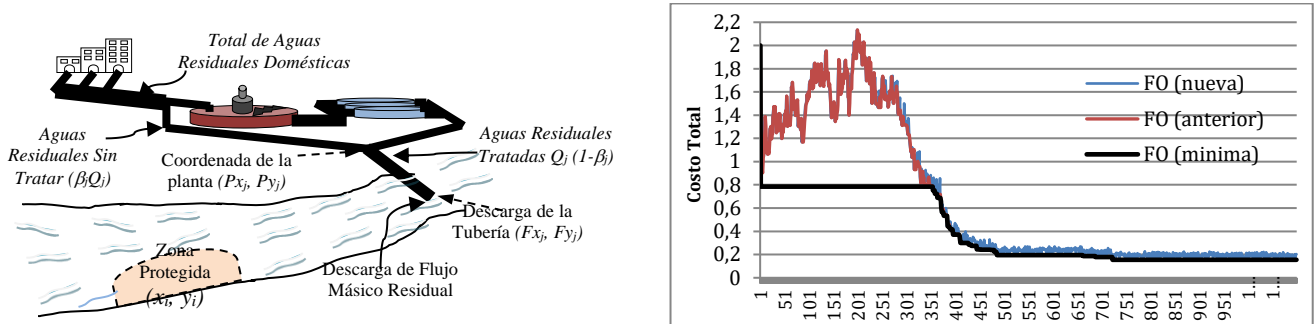 Total de Aguas
Residuales Domésticas
Aguas
Residuales Sin
Tratar (βjQj)
Coordenada de la
planta (Pxj, Pyj)
Aguas Residuales
Tratadas Qj (1-βj)
Descarga de la
Tubería (Fxj, Fyj)
Zona
Protegida
(xi, yi)
Descarga de Flujo
Másico Residual
Costo Total
2,2
2
1,8
1,6
1,4
1,2
1
0,8
0,6
0,4
0,2
0
FO (nueva)
FO (anterior)
FO (minima)
1 51 101 151 201 251 301 351 401 451 501 551 601 651 701 751 801 851 901 951 1… 1…